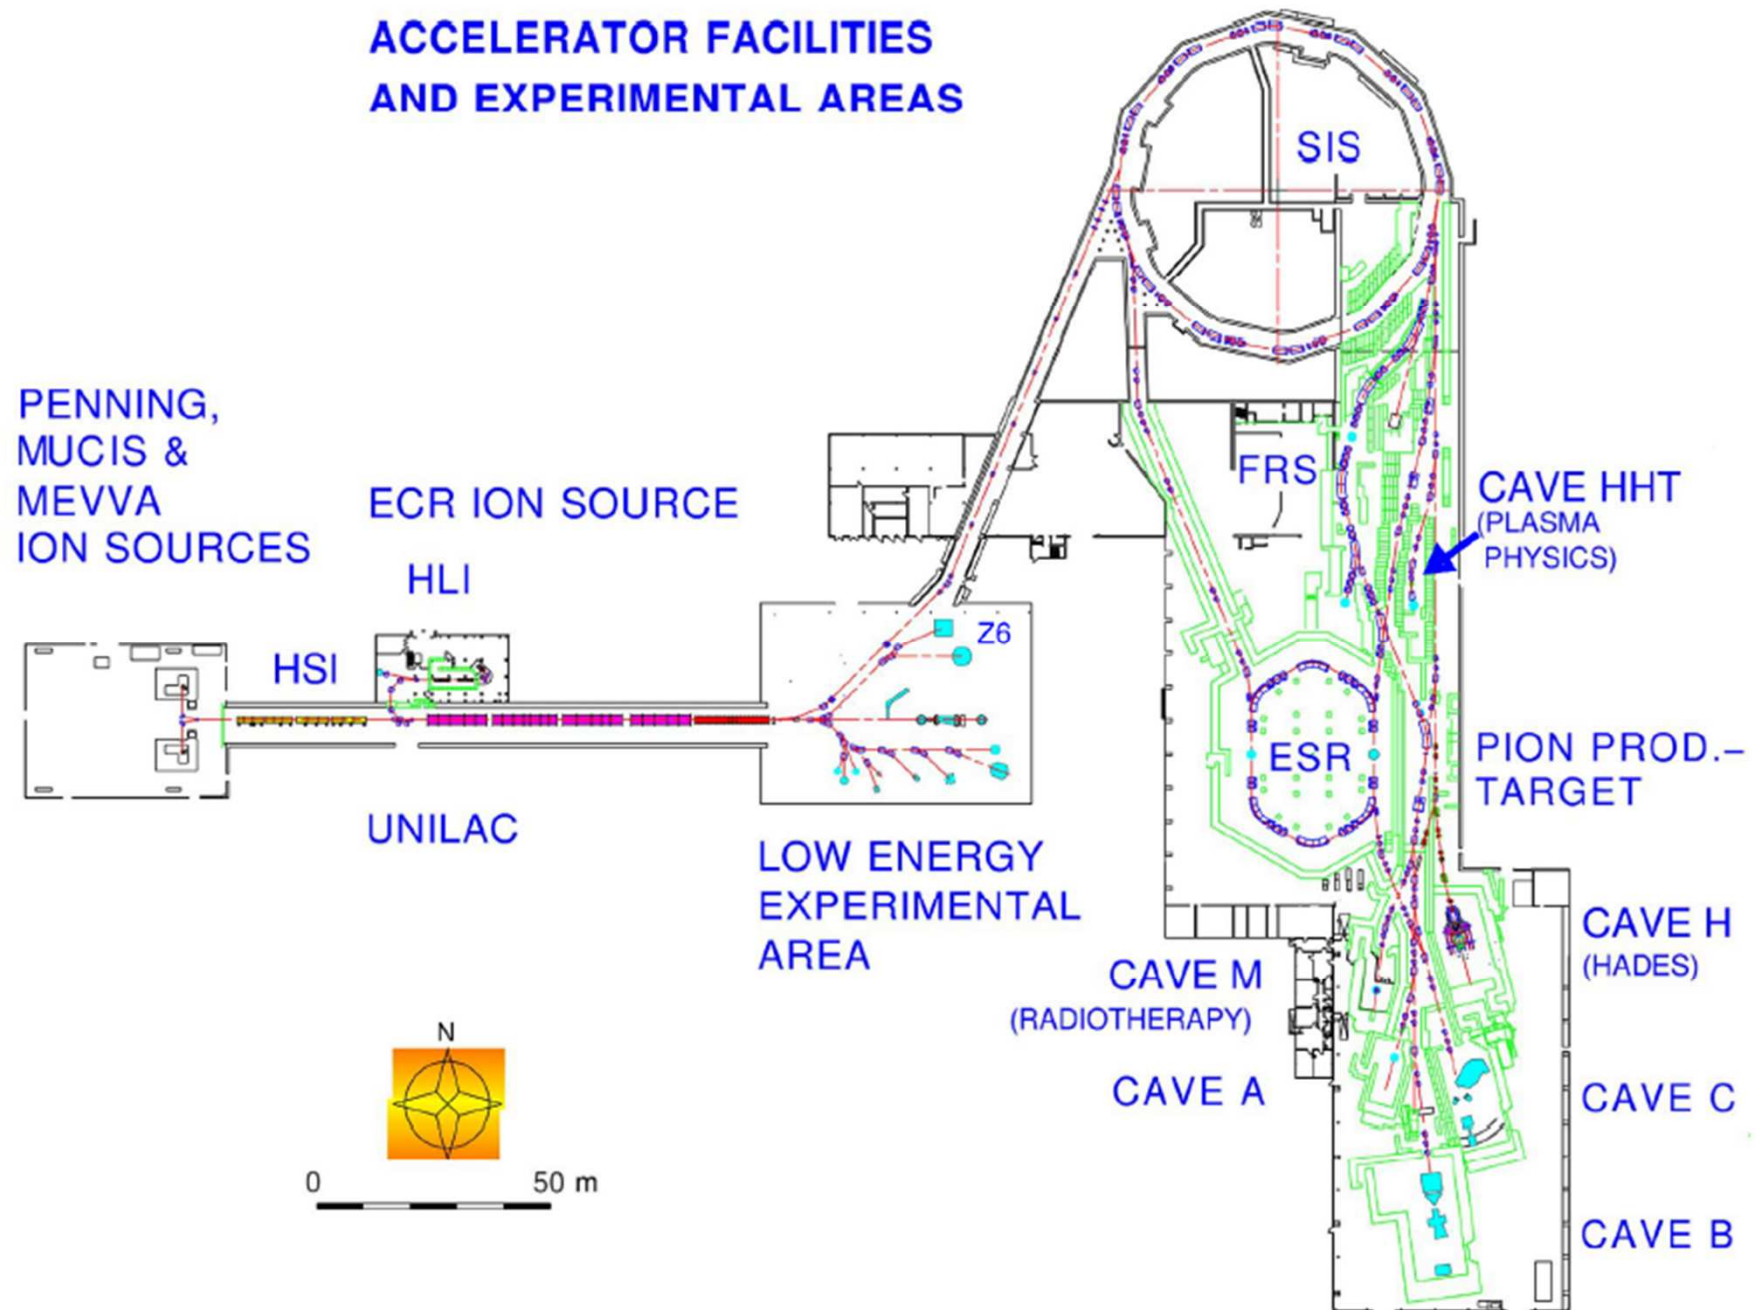 ACCELERATOR FACILITIES
AND EXPERIMENTAL AREAS
SIS
PENNING,
MUCIS &
MEVVA
ION SOURCES
ECR ION SOURCE
HLI
HSI
UNILAC
Z6
LOW ENERGY
EXPERIMENTAL
AREA
FRS
CAVE HHT
(PLASMA
PHYSICS)
ESR
PION PROD.–
TARGET
CAVE M
(RADIOTHERAPY)
CAVE A
CAVE H
(HADES)
CAVE C
CAVE B
N
0 50 m